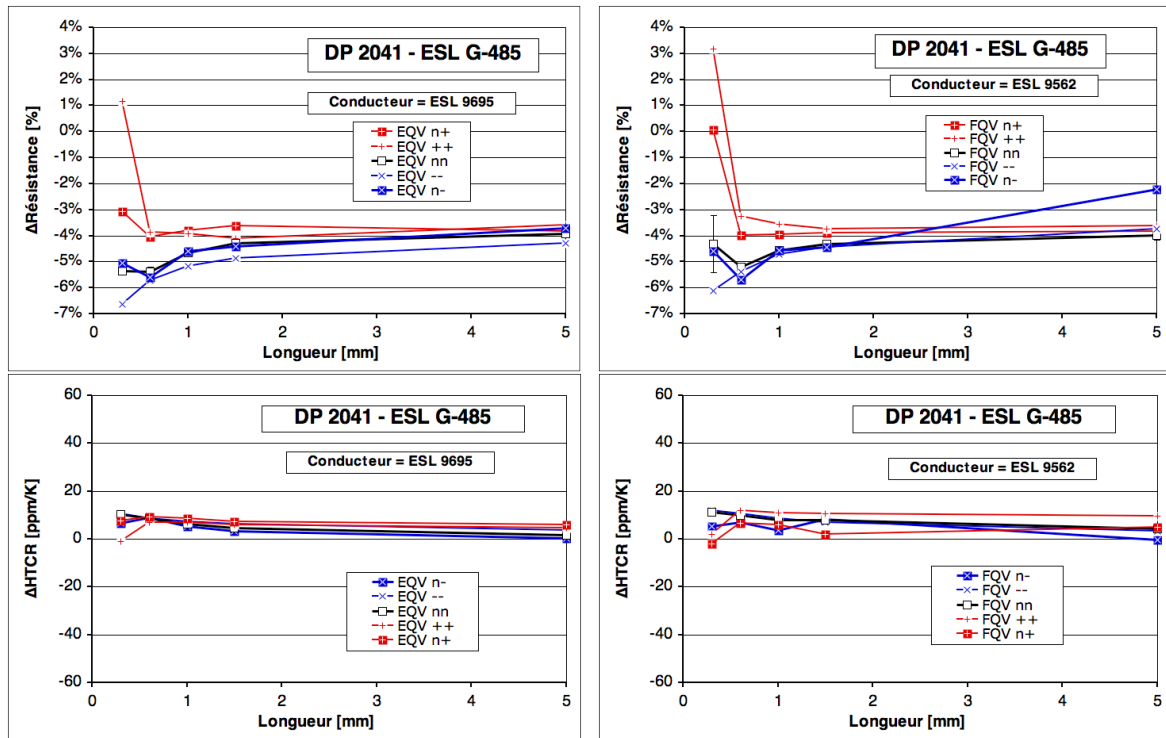 4%
3%
2%
1%
0%
-1%
-2%
-3%
-4%
-5%
-6%
-7%
ΔRésistance [%]
DP 2041 - ESL G-485
Conducteur = ESL 9695
EQV n+
EQV ++
EQV nn
EQV --
EQV n-
0 1 2 3 4 5
Longueur [mm]
4%
3%
2%
1%
0%
-1%
-2%
-3%
-4%
-5%
-6%
-7%
ΔRésistance [%]
DP 2041 - ESL G-485
Conducteur = ESL 9562
FQV n+
FQV ++
FQV nn
FQV --
FQV n-
0 1 2 3 4 5
Longueur [mm]
60
40
20
0
-20
-40
-60
ΔHTCR [ppm/K]
DP 2041 - ESL G-485
Conducteur = ESL 9695
EQV n-
EQV --
EQV nn
EQV ++
EQV n+
0 1 2 3 4 5
Longueur [mm]
60
40
20
0
-20
-40
-60
ΔHTCR [ppm/K]
DP 2041 - ESL G-485
Conducteur = ESL 9562
FQV n-
FQV --
FQV nn
FQV ++
FQV n+
0 1 2 3 4 5
Longueur [mm]